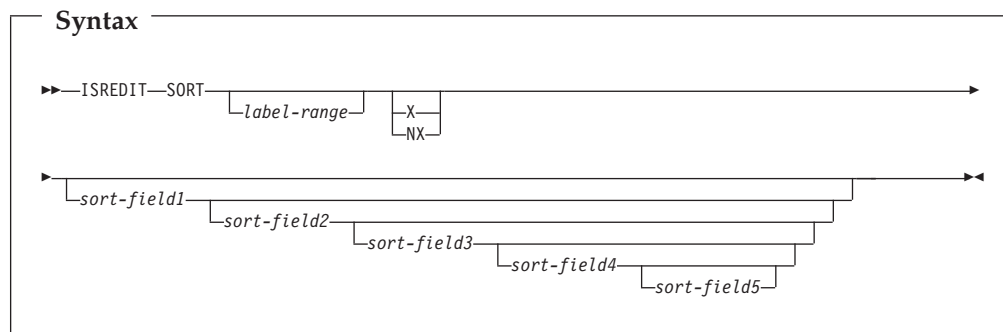 Syntax
ISREDIT SORT
label-range
X
NX
sort-field1
sort-field2
sort-field3
sort-field4
sort-field5